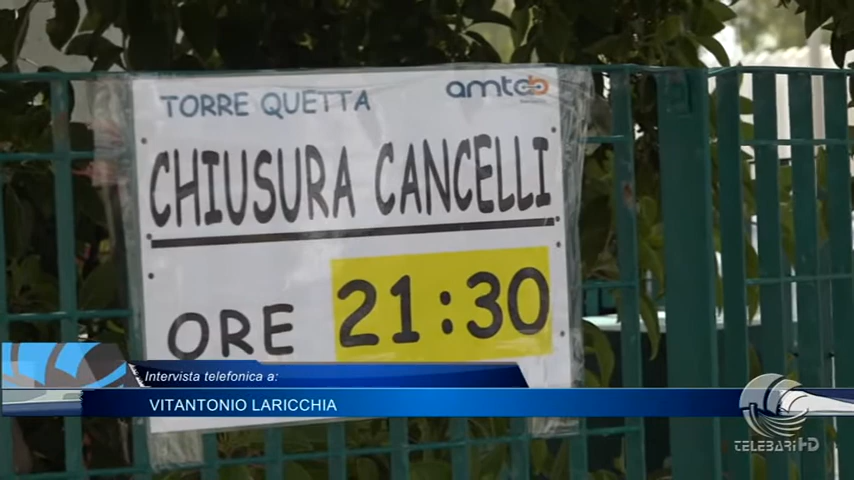 TORRE QUETTA
amtab
CHIUSURA CANCELLI
ORE 21:30
Intervista telefonica a:
VITANTONIO LARICCHIA
TELEBARI HD